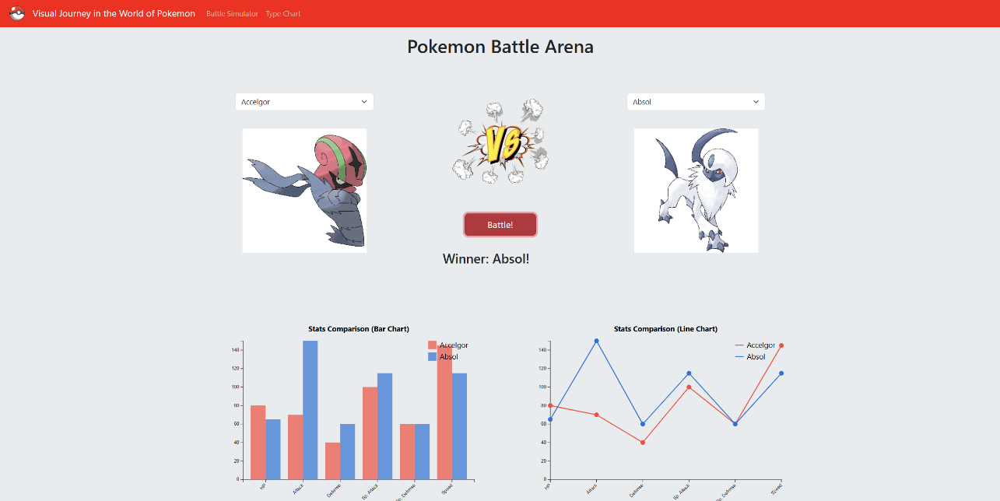 Visual Journey in the World of Pokemon
Battle Simulator
Type Chart
Pokemon Battle Arena
Accelgor
VS
Absol
Battle!
Winner: Absol!
Stats Comparison (Bar Chart)
Accelgor
Absol
140
120
100
80
60
40
20
0
HP
Attack
Defense
Sp. Attack
Sp. Defense
Speed
Stats Comparison (Line Chart)
Accelgor
Absol
140
120
100
80
60
40
20
0
HP
Attack
Defense
Sp. Attack
Sp. Defense
Speed